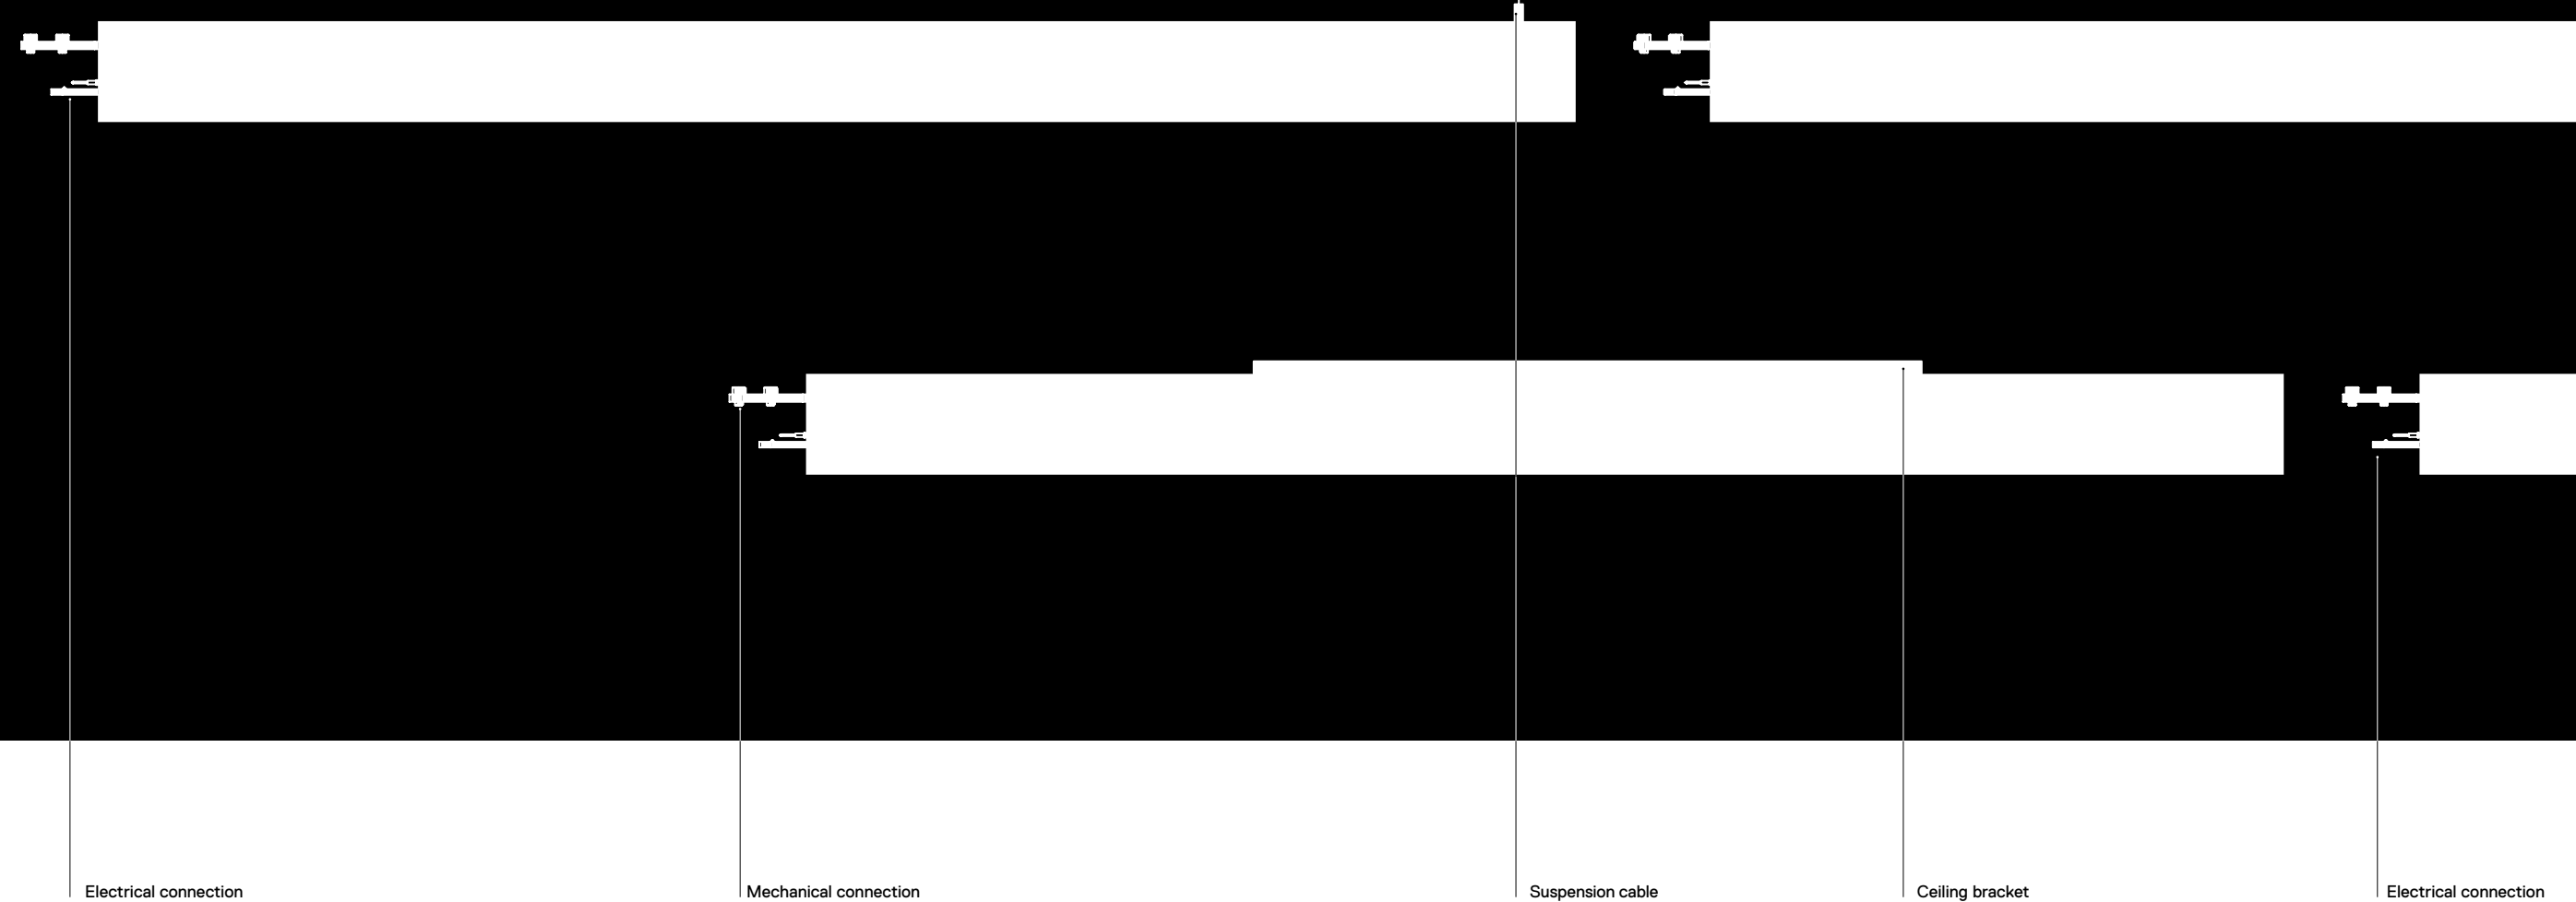 Electrical connection
Mechanical connection
Suspension cable
Ceiling bracket
Electrical connection